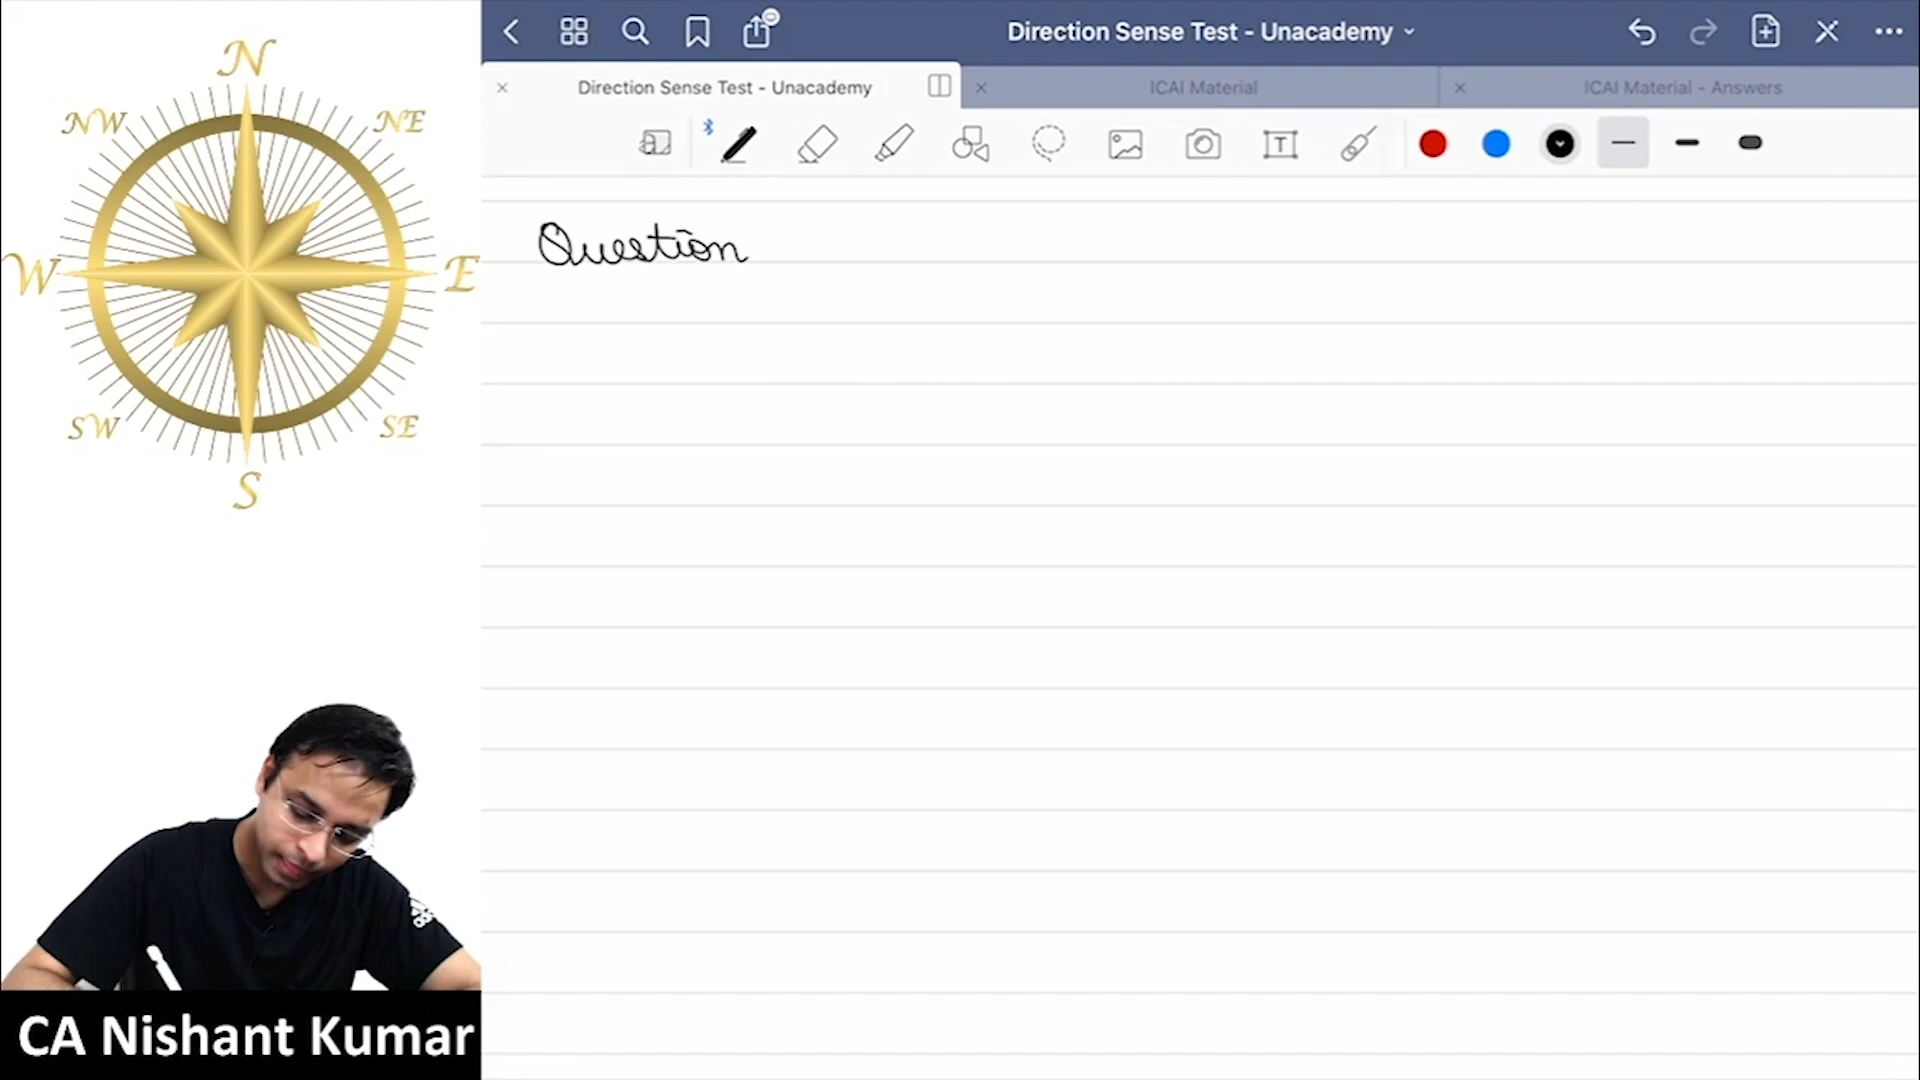 N
NW
NE
W
E
SW
SE
S
Direction Sense Test - Unacademy
Direction Sense Test - Unacademy
ICAI Material
ICAI Material - Answers
a
T
Question
adidas
CA Nishant Kumar